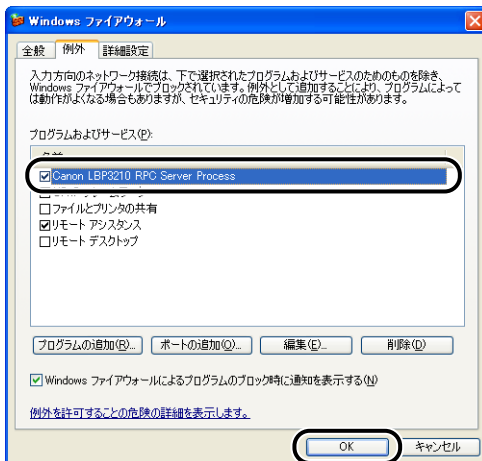 Windows ファイアウォール
全般 例外 詳細設定
入力方向のネットワーク接続は、下で選択されたプログラムおよびサービスのためのものを除き、
Windows ファイアウォールでブロックされています。例外として追加することにより、プログラムによって
は動作がよくなる場合もありますが、セキュリティの危険が増加する可能性があります。
プログラムおよびサービス(P):
Canon LBP3210 RPC Server Process
ファイルとプリンタの共有
リモート アシスタンス
リモート デスクトップ
プログラムの追加(R)... ポートの追加(O)... 編集(E)... 削除(D)
Windows ファイアウォールによるプログラムのブロック時に通知を表示する(N)
例外を許可することの危険の詳細を表示します。
OK キャンセル